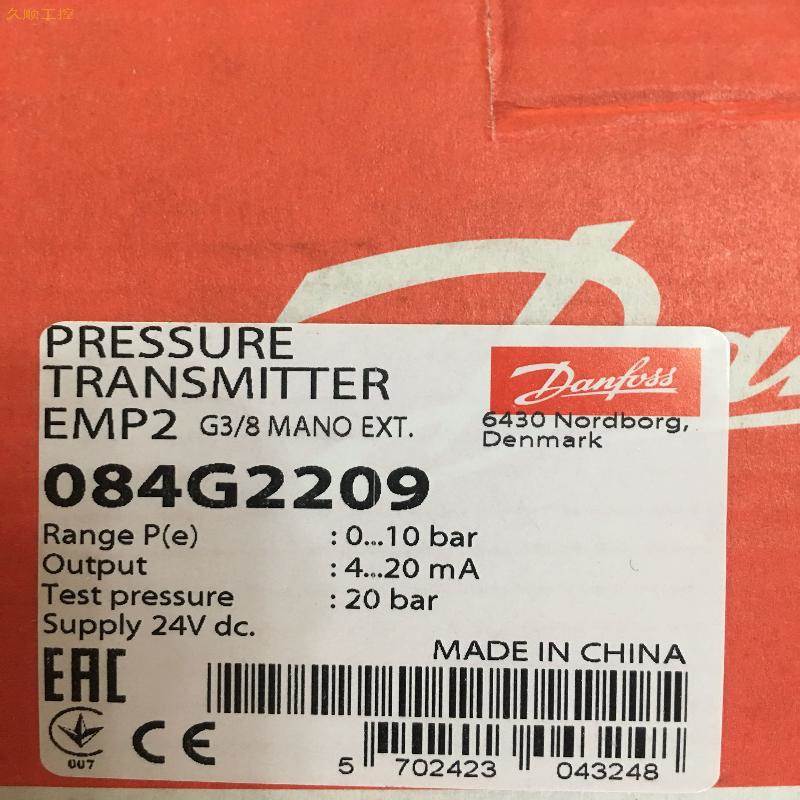 久顺工控
Dan
PRESSURE
TRANSMITTER
EMP2 G3/8 MANO EXT.
Danfoss
6430 Nordborg,
Denmark
084G2209
Range P(e) : 0...10 bar
Output : 4...20 mA
Test pressure : 20 bar
Supply 24V dc.
MADE IN CHINA
EAC
007
CE
5 702423 043248